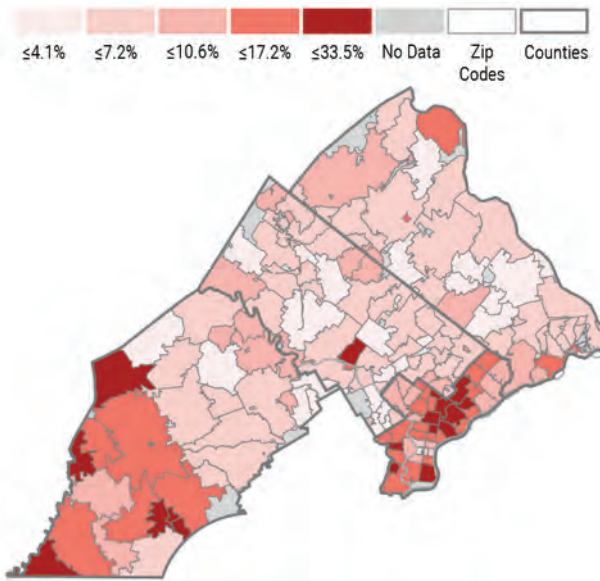 ≤4.1% ≤7.2% ≤10.6% ≤17.2% ≤33.5% No Data Zip Codes Counties